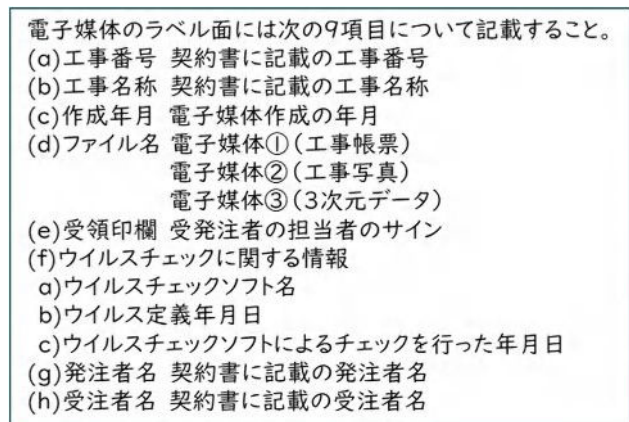 電子媒体のラベル面には次の9項目について記載すること。
(a)工事番号 契約書に記載の工事番号
(b)工事名称 契約書に記載の工事名称
(c)作成年月 電子媒体作成の年月
(d)ファイル名 電子媒体①(工事帳票)
電子媒体②(工事写真)
電子媒体③(3次元データ)
(e)受領印欄 受発注者の担当者のサイン
(f)ウイルスチェックに関する情報
a)ウイルスチェックソフト名
b)ウイルス定義年月日
c)ウイルスチェックソフトによるチェックを行った年月日
(g)発注者名 契約書に記載の発注者名
(h)受注者名 契約書に記載の受注者名